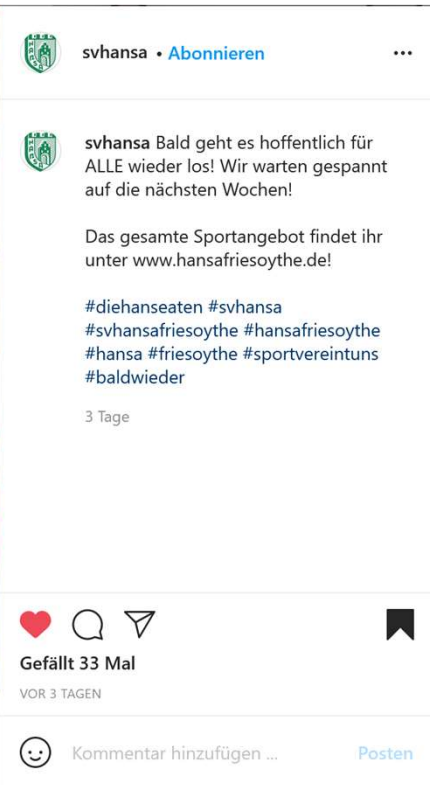 svhansa • Abonnieren
svhansa Bald geht es hoffentlich für
ALLE wieder los! Wir warten gespannt
auf die nächsten Wochen!
Das gesamte Sportangebot findet ihr
unter www.hansafriesoythe.de!
#diehanseaten #svhansa
#svhansafriesoythe #hansafriesoythe
#hansa #friesoythe #sportvereintuns
#baldwieder
3 Tage
Gefällt 33 Mal
VOR 3 TAGEN
Kommentar hinzufügen ... Posten